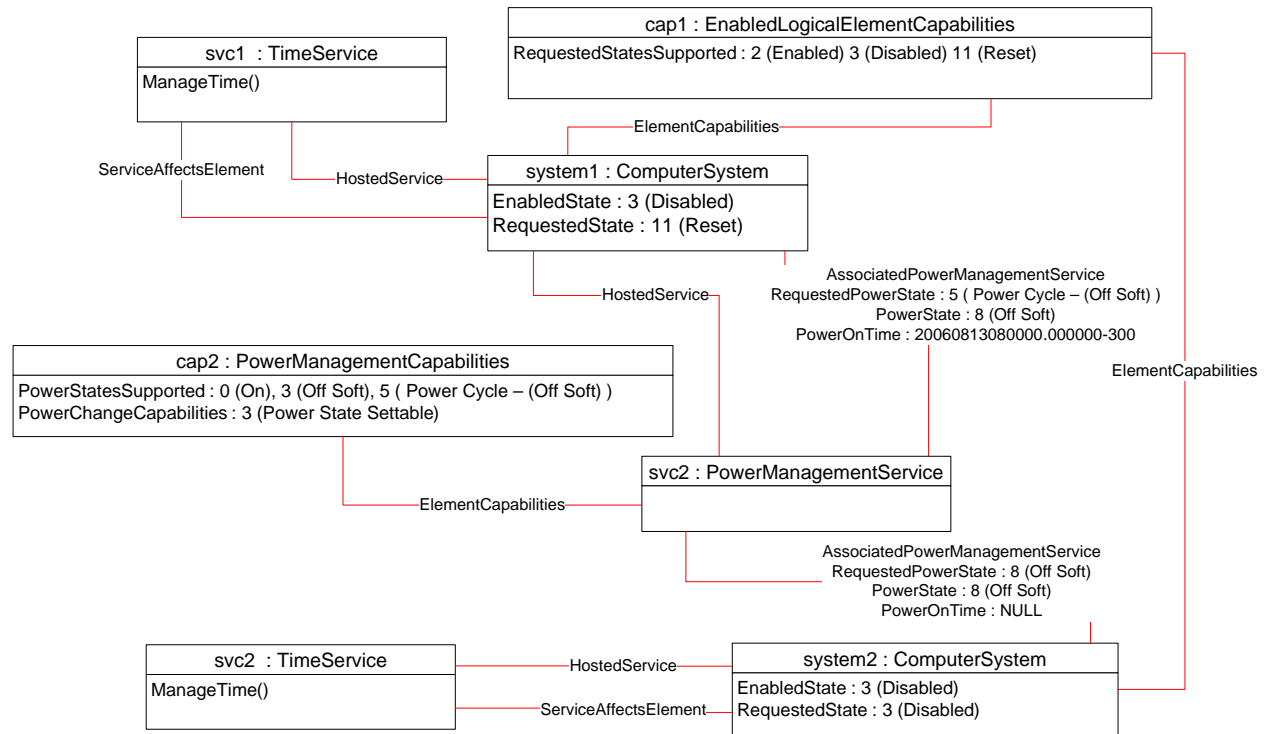 cap1 : EnabledLogicalElementCapabilities
RequestedStatesSupported : 2 (Enabled) 3 (Disabled) 11 (Reset)
svc1 : TimeService
ManageTime()
ElementCapabilities
ServiceAffectsElement
HostedService
system1 : ComputerSystem
EnabledState : 3 (Disabled)
RequestedState : 11 (Reset)
HostedService
AssociatedPowerManagementService
RequestedPowerState : 5 ( Power Cycle – (Off Soft) )
PowerState : 8 (Off Soft)
PowerOnTime : 20060813080000.000000-300
ElementCapabilities
cap2 : PowerManagementCapabilities
PowerStatesSupported : 0 (On), 3 (Off Soft), 5 ( Power Cycle – (Off Soft) )
PowerChangeCapabilities : 3 (Power State Settable)
svc2 : PowerManagementService
ElementCapabilities
AssociatedPowerManagementService
RequestedPowerState : 8 (Off Soft)
PowerState : 8 (Off Soft)
PowerOnTime : NULL
svc2 : TimeService
ManageTime()
HostedService
ServiceAffectsElement
system2 : ComputerSystem
EnabledState : 3 (Disabled)
RequestedState : 3 (Disabled)